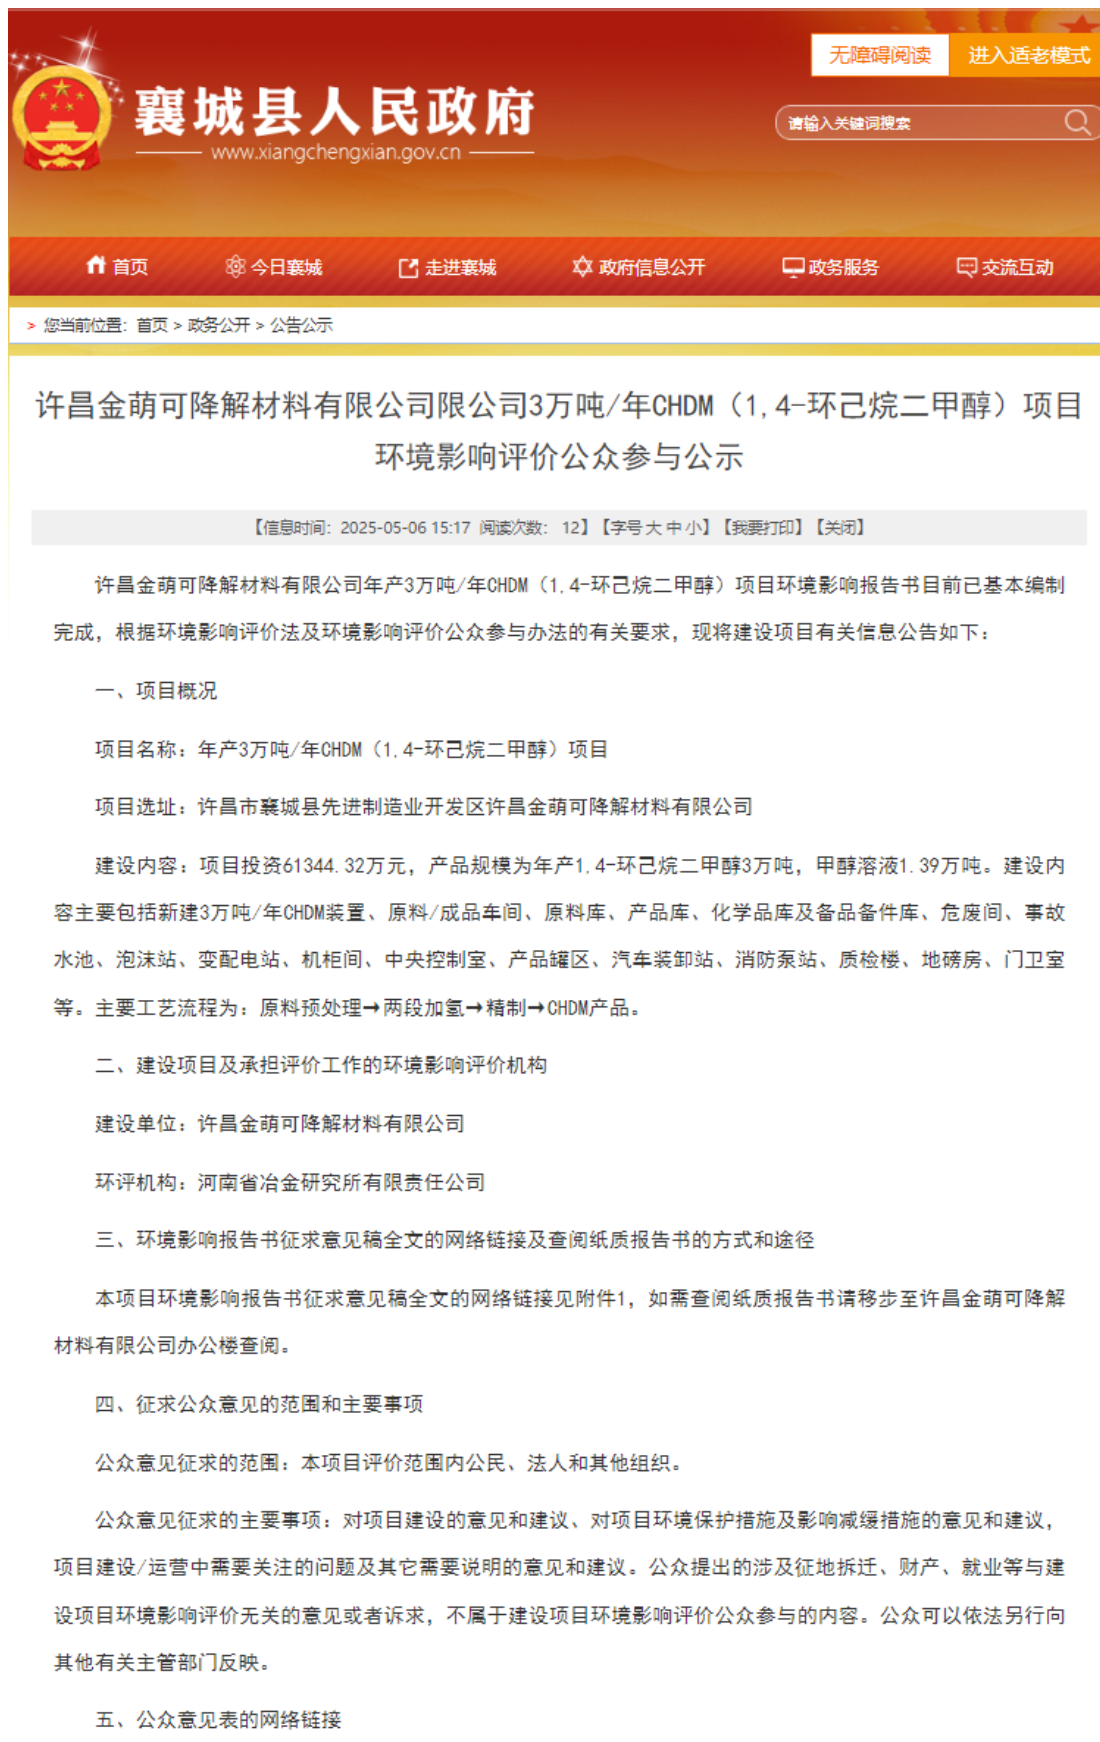 无障碍阅读 进入适老模式
襄城县人民政府
www.xiangchengxian.gov.cn
请输入关键词搜索
首页 今日襄城 走进襄城 政府信息公开 政务服务 交流互动
> 您当前位置：首页 > 政务公开 > 公告公示
许昌金萌可降解材料有限公司限公司3万吨/年CHDM（1,4-环己烷二甲醇）项目
环境影响评价公众参与公示
【信息时间：2025-05-06 15:17 阅读次数： 12】【字号 大 中 小】【我要打印】【关闭】
许昌金萌可降解材料有限公司年产3万吨/年CHDM（1,4-环己烷二甲醇）项目环境影响报告书目前已基本编制
完成，根据环境影响评价法及环境影响评价公众参与办法的有关要求，现将建设项目有关信息公告如下：
一、项目概况
项目名称：年产3万吨/年CHDM（1,4-环己烷二甲醇）项目
项目选址：许昌市襄城县先进制造业开发区许昌金萌可降解材料有限公司
建设内容：项目投资61344.32万元，产品规模为年产1,4-环己烷二甲醇3万吨，甲醇溶液1.39万吨。建设内
容主要包括新建3万吨/年CHDM装置、原料/成品车间、原料库、产品库、化学品库及备品备件库、危废间、事故
水池、泡沫站、变配电站、机柜间、中央控制室、产品罐区、汽车装卸站、消防泵站、质检楼、地磅房、门卫室
等。主要工艺流程为：原料预处理→两段加氢→精制→CHDM产品。
二、建设项目及承担评价工作的环境影响评价机构
建设单位：许昌金萌可降解材料有限公司
环评机构：河南省冶金研究所有限责任公司
三、环境影响报告书征求意见稿全文的网络链接及查阅纸质报告书的方式和途径
本项目环境影响报告书征求意见稿全文的网络链接见附件1，如需查阅纸质报告书请移步至许昌金萌可降解
材料有限公司办公楼查阅。
四、征求公众意见的范围和主要事项
公众意见征求的范围：本项目评价范围内公民、法人和其他组织。
公众意见征求的主要事项：对项目建设的意见和建议、对项目环境保护措施及影响减缓措施的意见和建议，
项目建设/运营中需要关注的问题及其它需要说明的意见和建议。公众提出的涉及征地拆迁、财产、就业等与建
设项目环境影响评价无关的意见或者诉求，不属于建设项目环境影响评价公众参与的内容。公众可以依法另行向
其他有关主管部门反映。
五、公众意见表的网络链接